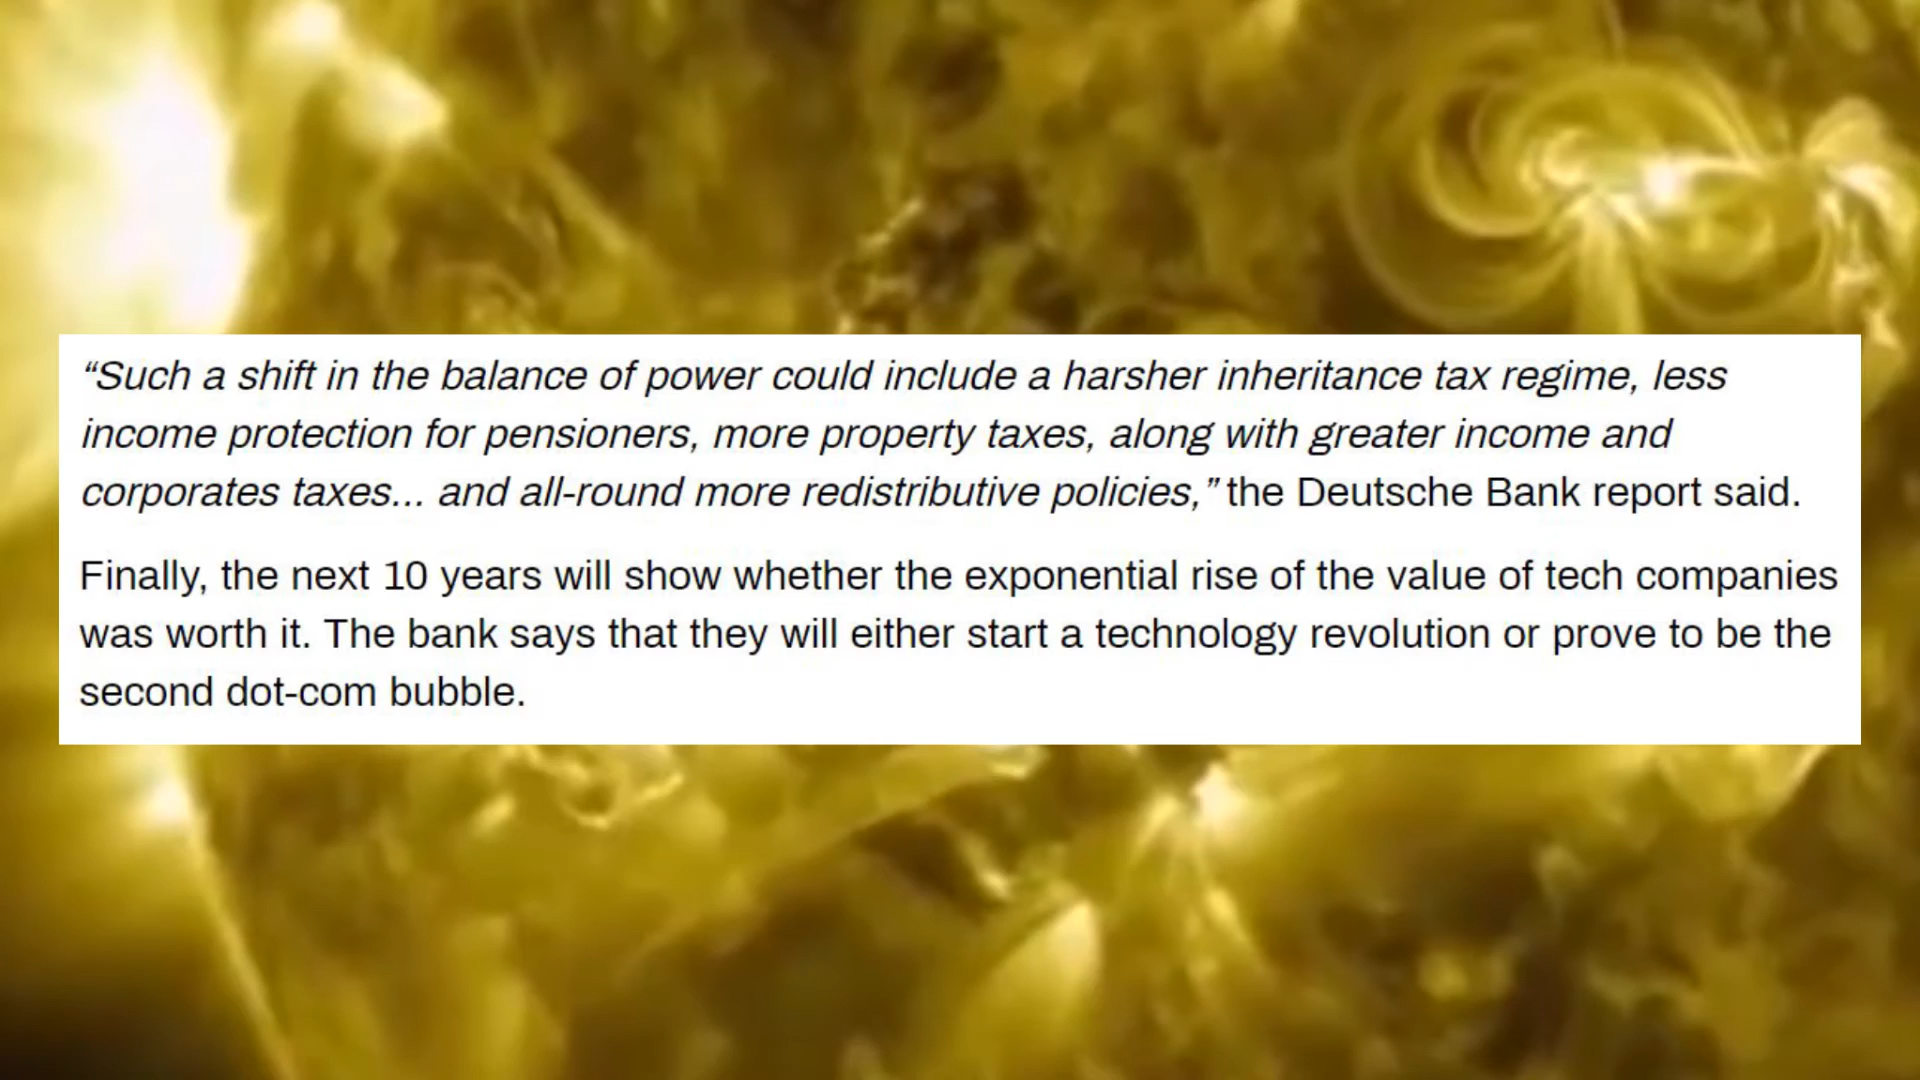 “Such a shift in the balance of power could include a harsher inheritance tax regime, less
income protection for pensioners, more property taxes, along with greater income and
corporates taxes... and all-round more redistributive policies,” the Deutsche Bank report said.
Finally, the next 10 years will show whether the exponential rise of the value of tech companies
was worth it. The bank says that they will either start a technology revolution or prove to be the
second dot-com bubble.